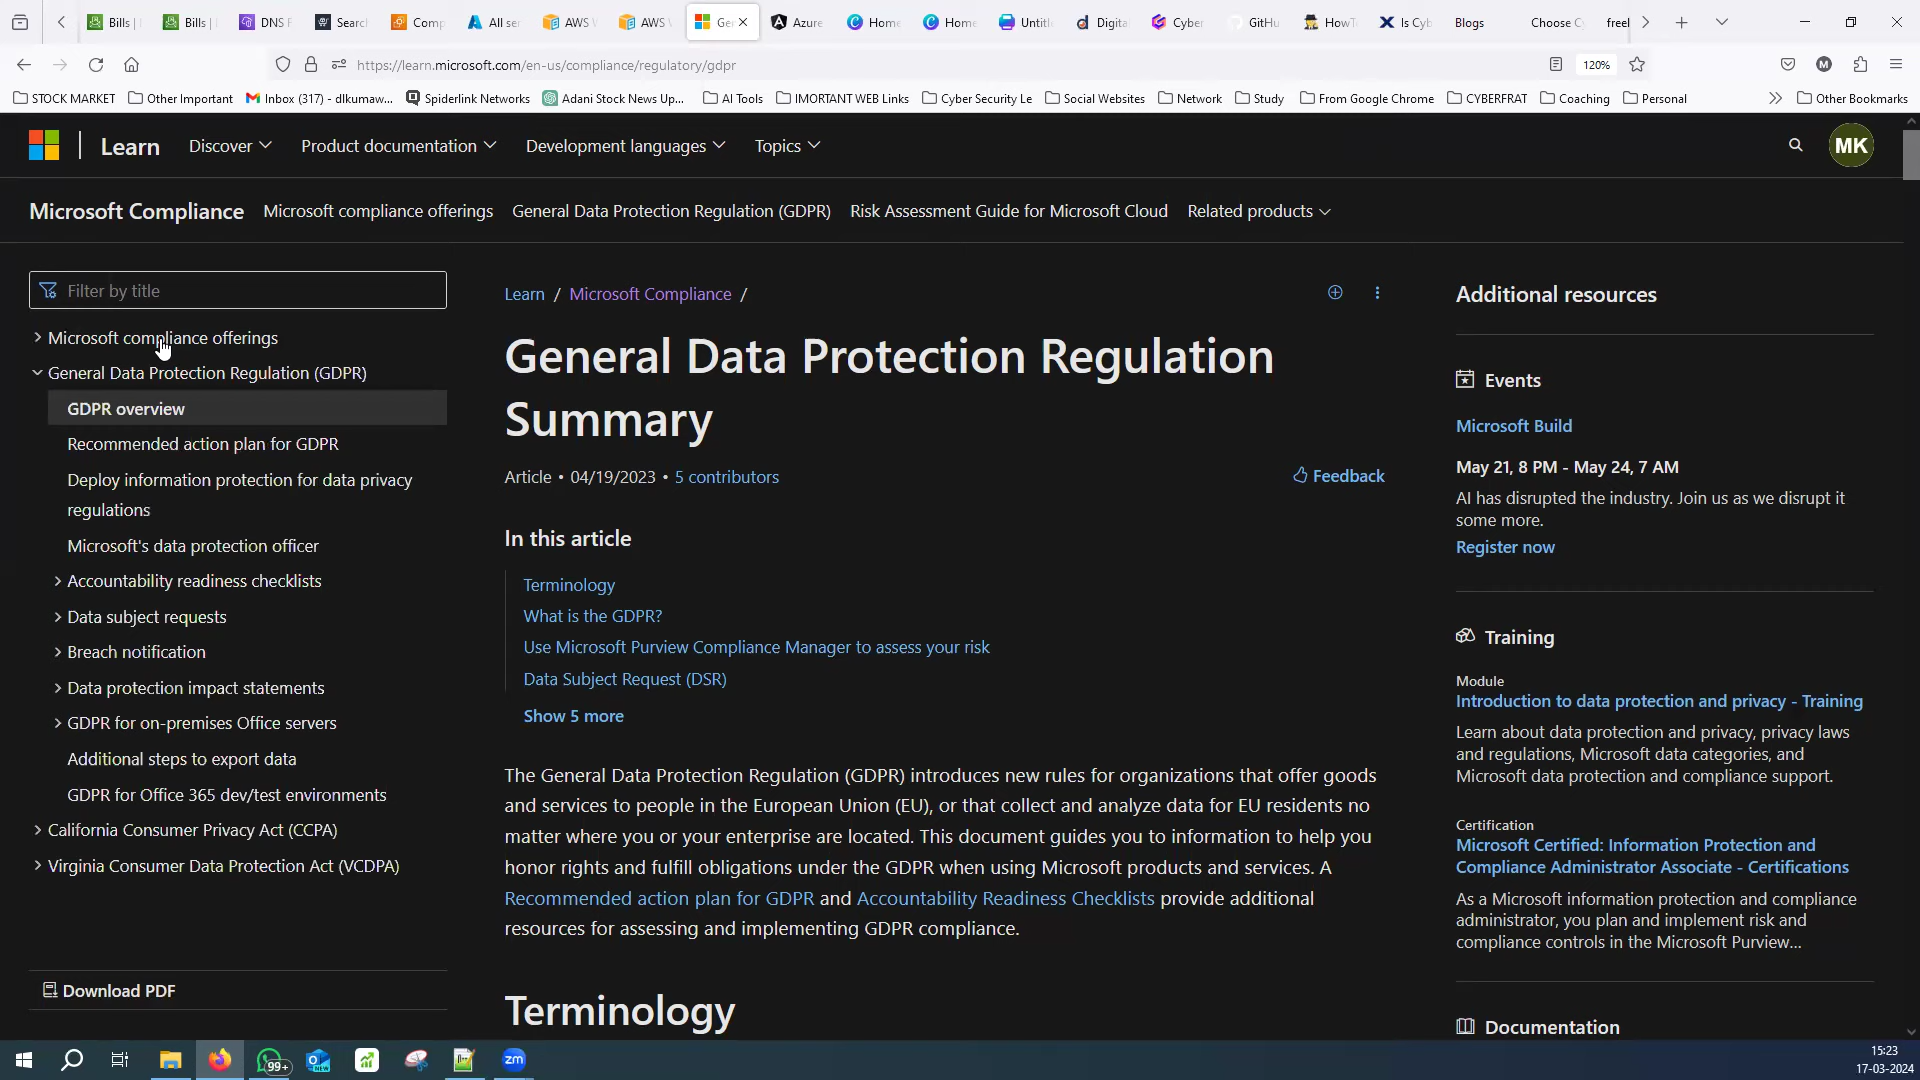 Bills |
Bills |
DNS F
Searc
Comp
All se
AWS
AWS
Ge
Azure
Home
Home
Untitl
Digita
Cyber
GitHu
HowT
Is Cyb
Blogs
Choose Cy
freel
https://learn.microsoft.com/en-us/compliance/regulatory/gdpr
120%
M
STOCK MARKET
Other Important
Inbox (317) - dlkumaw...
Spiderlink Networks
Adani Stock News Up...
AI Tools
IMORTANT WEB Links
Cyber Security Le
Social Websites
Network
Study
From Google Chrome
CYBERFRAT
Coaching
Personal
Other Bookmarks
Learn
Discover
Product documentation
Development languages
Topics
MK
Microsoft Compliance
Microsoft compliance offerings
General Data Protection Regulation (GDPR)
Risk Assessment Guide for Microsoft Cloud
Related products
Filter by title
Microsoft compliance offerings
General Data Protection Regulation (GDPR)
GDPR overview
Recommended action plan for GDPR
Deploy information protection for data privacy
regulations
Microsoft's data protection officer
Accountability readiness checklists
Data subject requests
Breach notification
Data protection impact statements
GDPR for on-premises Office servers
Additional steps to export data
GDPR for Office 365 dev/test environments
California Consumer Privacy Act (CCPA)
Virginia Consumer Data Protection Act (VCDPA)
Download PDF
Learn / Microsoft Compliance /
General Data Protection Regulation
Summary
Article • 04/19/2023 • 5 contributors
Feedback
In this article
Terminology
What is the GDPR?
Use Microsoft Purview Compliance Manager to assess your risk
Data Subject Request (DSR)
Show 5 more
The General Data Protection Regulation (GDPR) introduces new rules for organizations that offer goods
and services to people in the European Union (EU), or that collect and analyze data for EU residents no
matter where you or your enterprise are located. This document guides you to information to help you
honor rights and fulfill obligations under the GDPR when using Microsoft products and services. A
Recommended action plan for GDPR and Accountability Readiness Checklists provide additional
resources for assessing and implementing GDPR compliance.
Terminology
Additional resources
Events
Microsoft Build
May 21, 8 PM - May 24, 7 AM
AI has disrupted the industry. Join us as we disrupt it
some more.
Register now
Training
Module
Introduction to data protection and privacy - Training
Learn about data protection and privacy, privacy laws
and regulations, Microsoft data categories, and
Microsoft data protection and compliance support.
Certification
Microsoft Certified: Information Protection and
Compliance Administrator Associate - Certifications
As a Microsoft information protection and compliance
administrator, you plan and implement risk and
compliance controls in the Microsoft Purview...
Documentation
99+
NEW
zm
15:23
17-03-2024